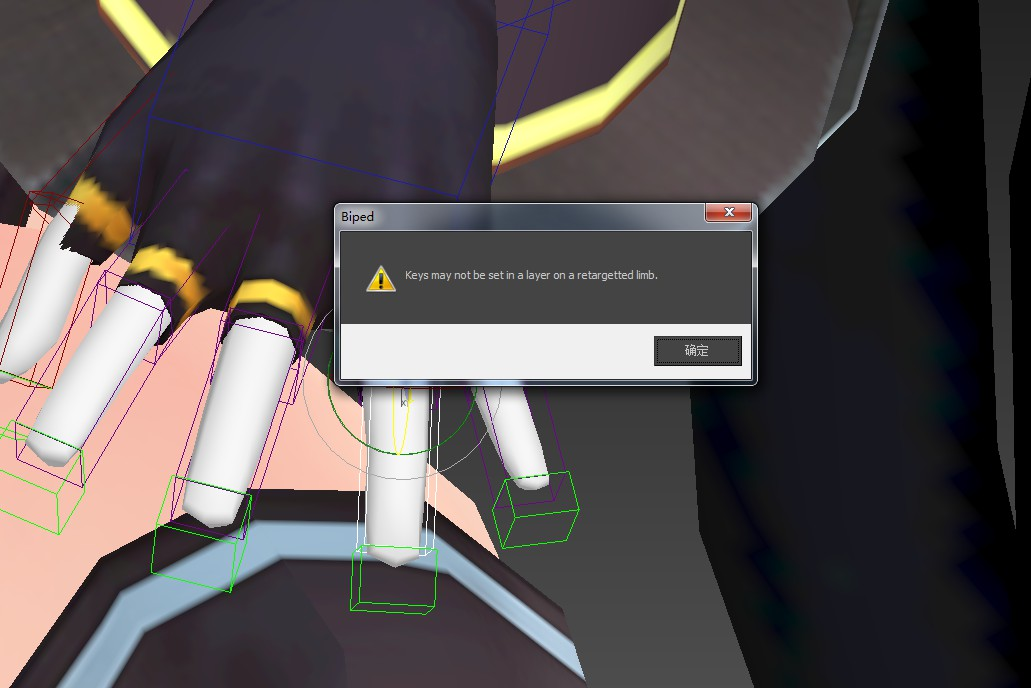 Biped
Keys may not be set in a layer on a retargetted limb.
确定